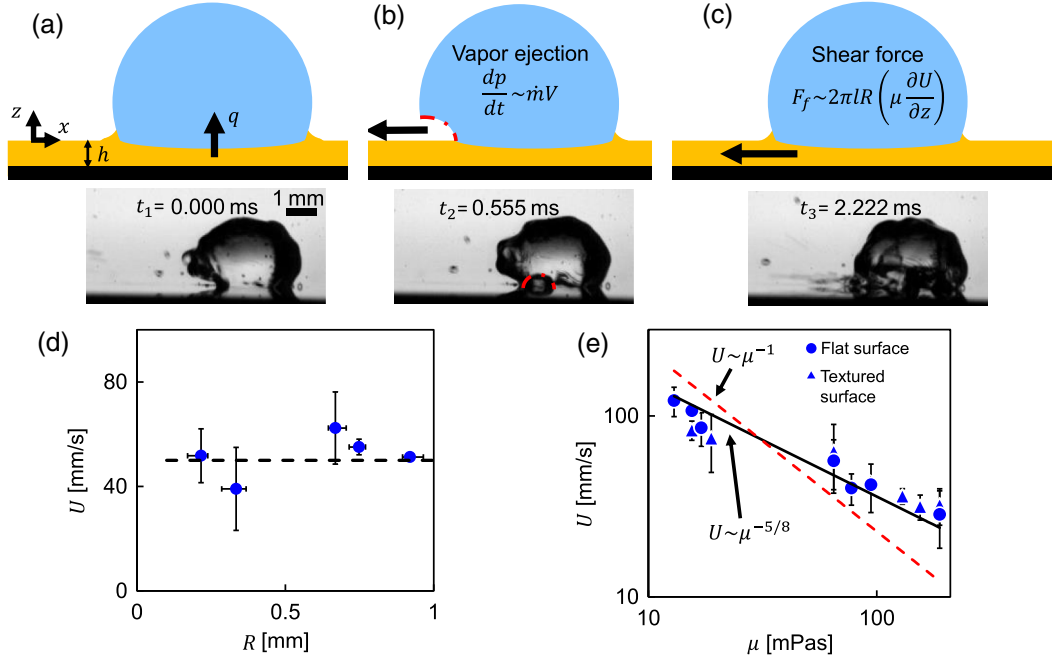 (a)
z
x
h
q
(b)
Vapor ejection
dp/dt ~ ṁV
(c)
Shear force
F_f ~ 2πlR (μ ∂U/∂z)
t₁ = 0.000 ms
1 mm
t₂ = 0.555 ms
t₃ = 2.222 ms
(d)
U [mm/s]
80
40
0
0
0.5
1
R [mm]
(e)
U [mm/s]
100
10
10
100
μ [mPas]
U~μ⁻¹
U~μ⁻⁵/⁸
Flat surface
Textured
surface